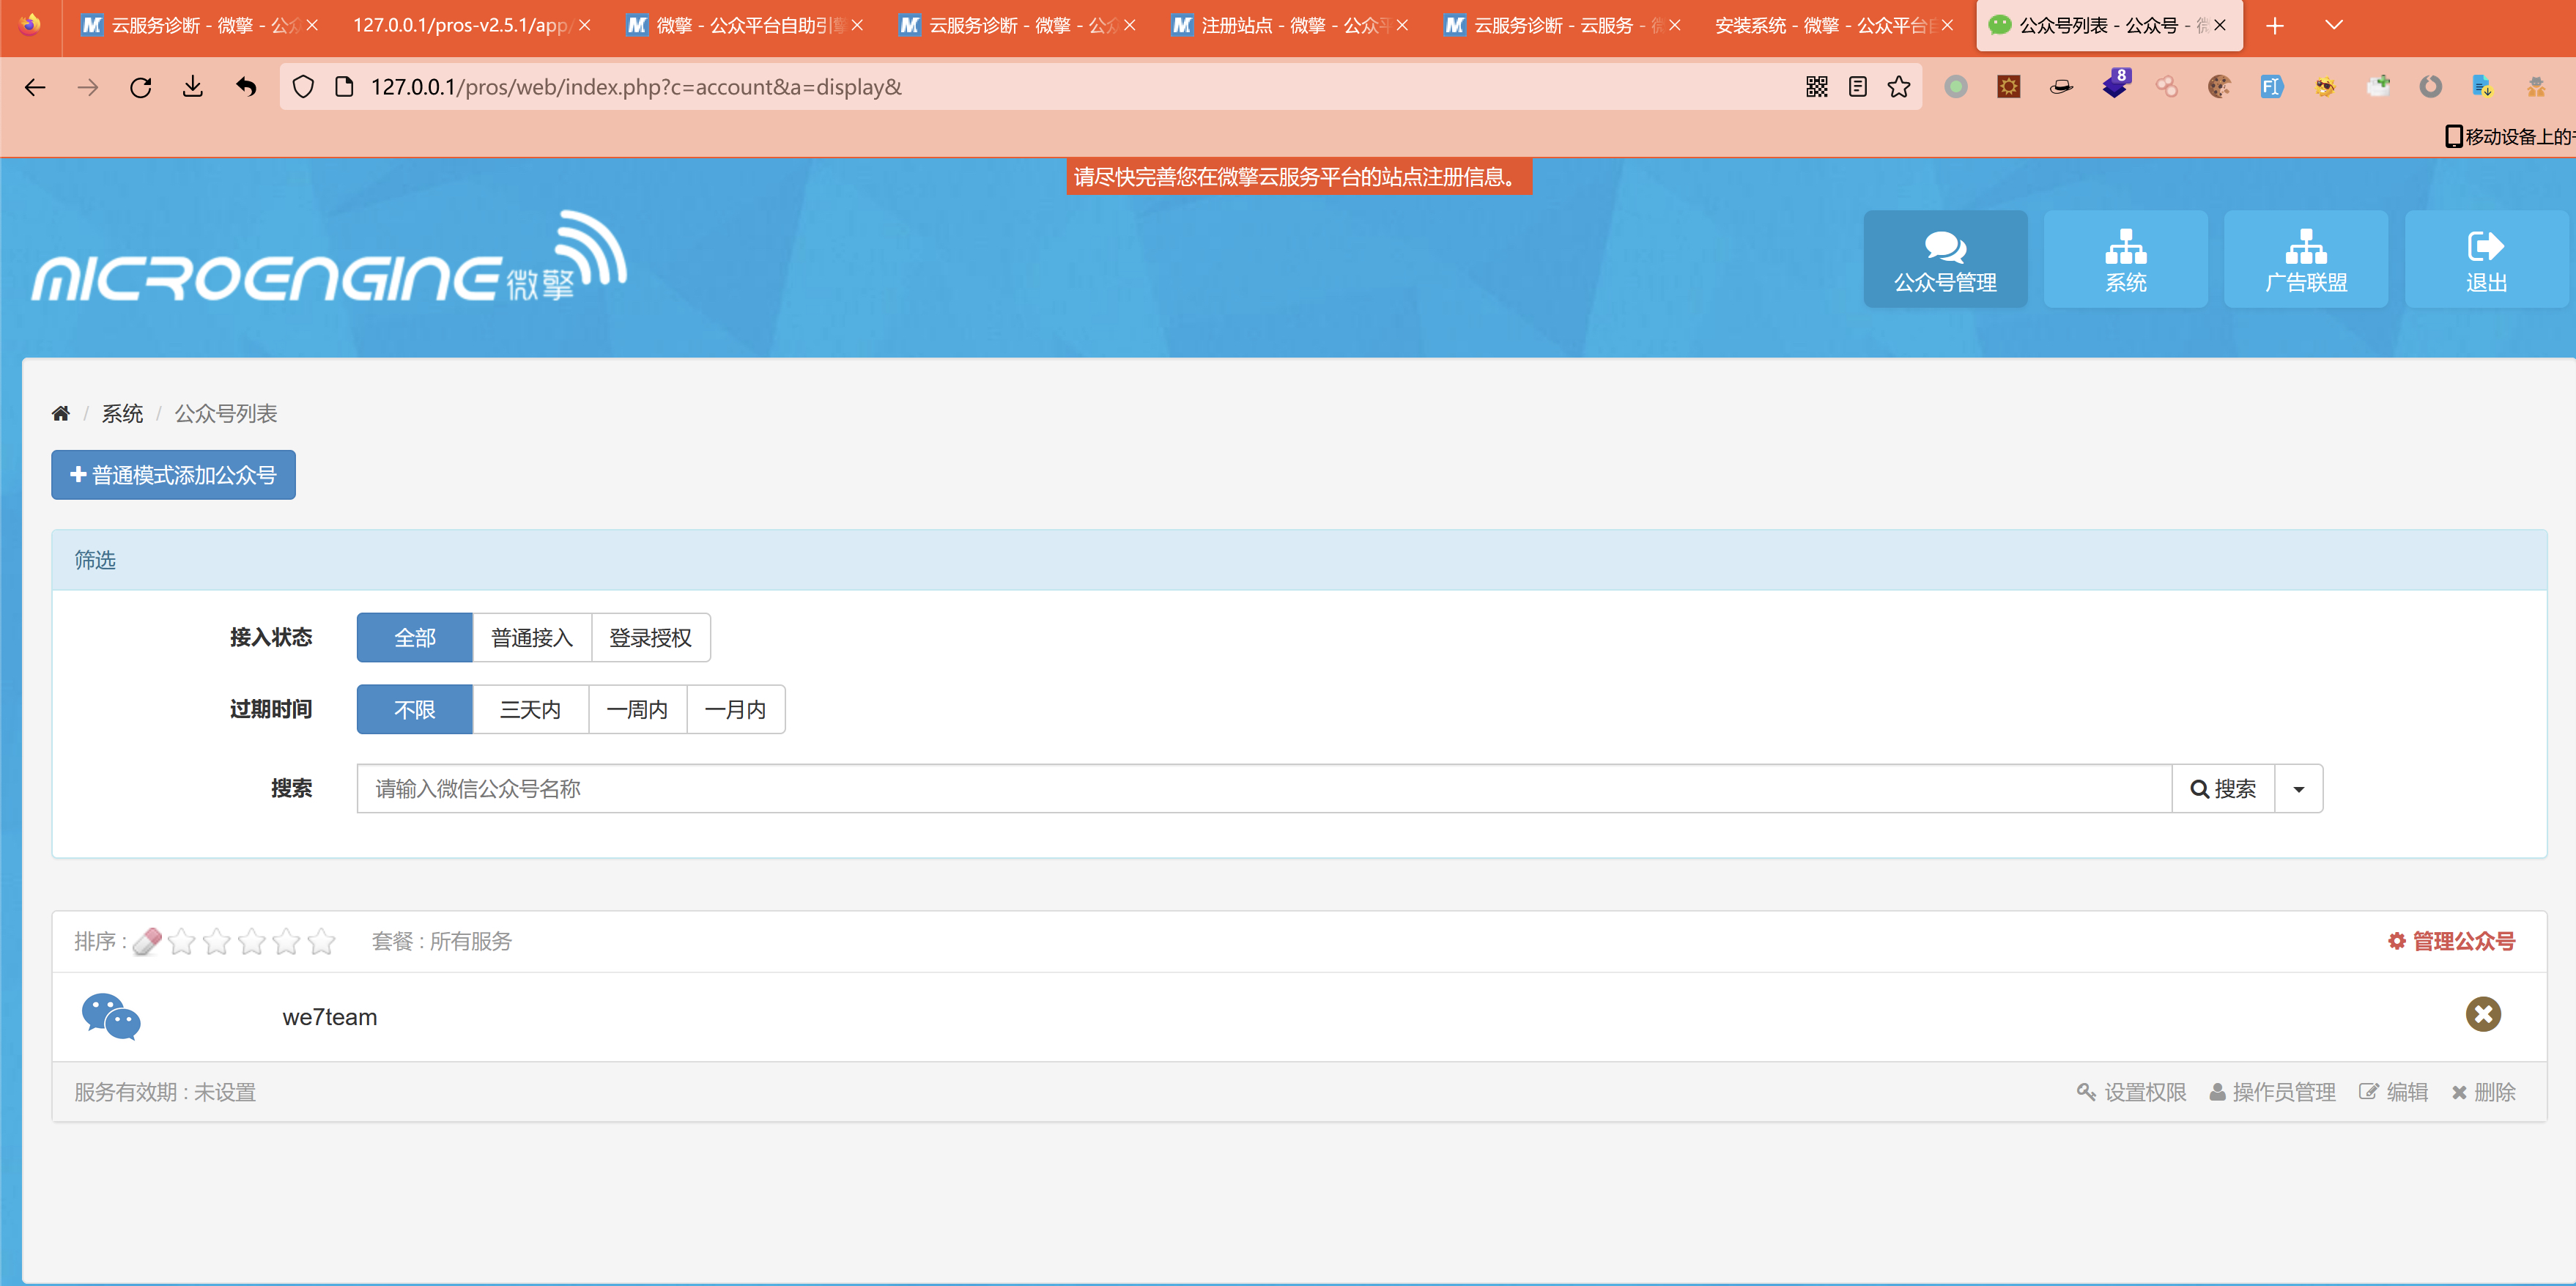 云服务诊断 - 微擎 - 公众
127.0.0.1/pros-v2.5.1/app/
微擎 - 公众平台自助引擎
云服务诊断 - 微擎 - 公众
注册站点 - 微擎 - 公众平
云服务诊断 - 云服务 - 微
安装系统 - 微擎 - 公众平台自
公众号列表 - 公众号 - 微
127.0.0.1/pros/web/index.php?c=account&a=display&
8
移动设备上的
请尽快完善您在微擎云服务平台的站点注册信息。
MICROENGINE 微擎
公众号管理
系统
广告联盟
退出
/ 系统 / 公众号列表
普通模式添加公众号
筛选
接入状态 全部 普通接入 登录授权
过期时间 不限 三天内 一周内 一月内
搜索 请输入微信公众号名称 搜索
排序 : 套餐 : 所有服务 管理公众号
we7team
服务有效期 : 未设置 设置权限 操作员管理 编辑 删除